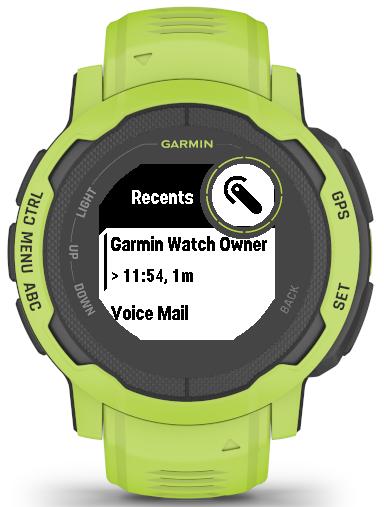 GARMIN
CTRL
LIGHT
GPS
Recents
Garmin Watch Owner
MENU
UP
> 11:54, 1m
ABC
DOWN
BACK
SET
Voice Mail